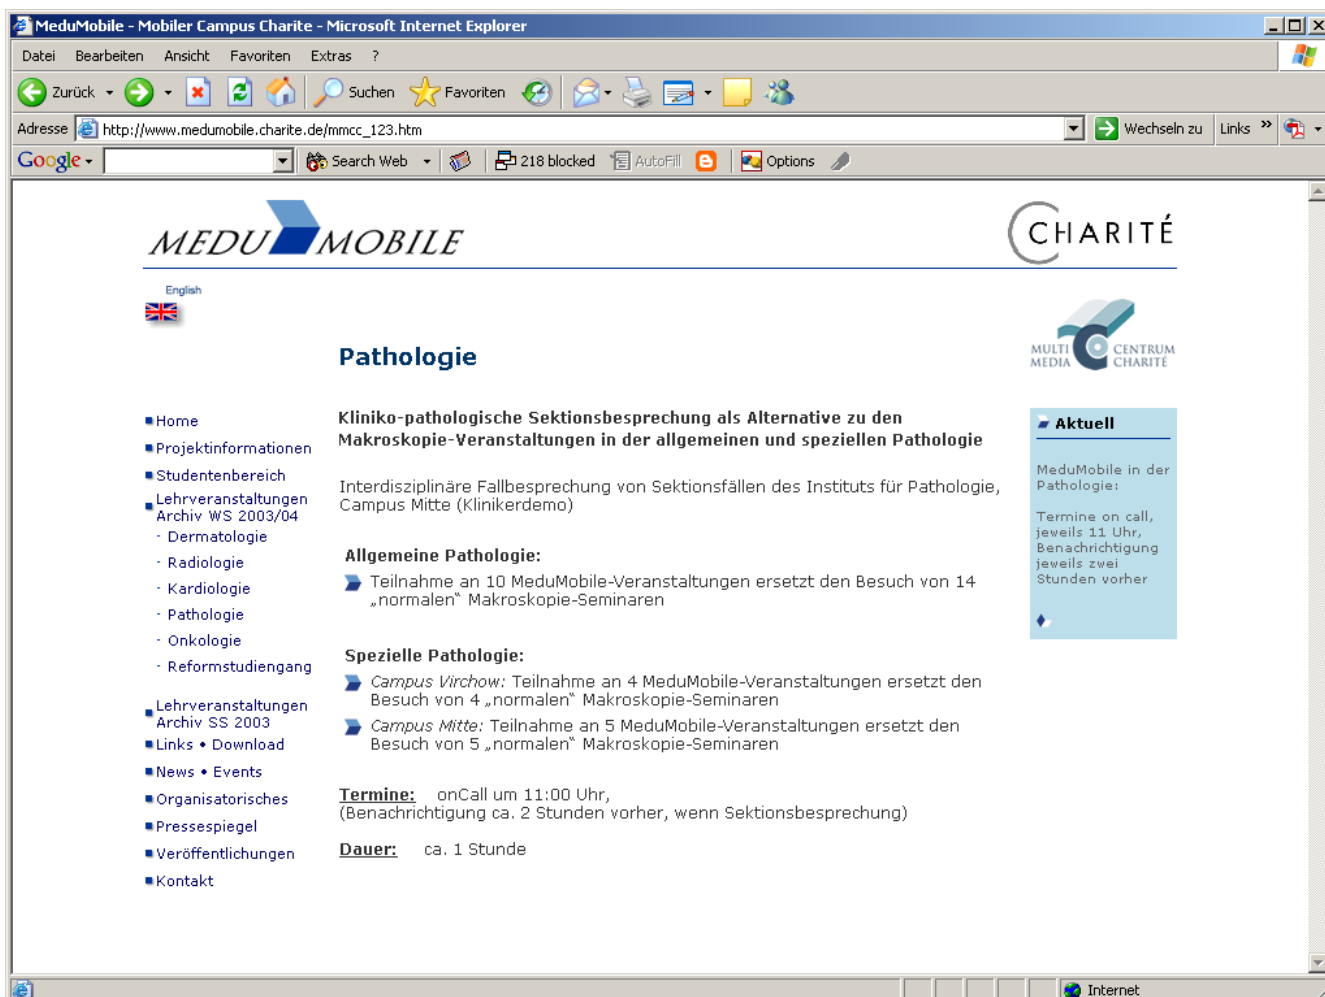 MeduMobile - Mobiler Campus Charite - Microsoft Internet Explorer
Datei Bearbeiten Ansicht Favoriten Extras ?
Zurück Suchen Favoriten
Adresse http://www.medumobile.charite.de/mmcc_123.htm Wechseln zu Links »
Google Search Web 218 blocked AutoFill Options
MEDU MOBILE
CHARITÉ
English
MULTI CENTRUM
MEDIA CHARITÉ
Pathologie
Home
Projektinformationen
Studentenbereich
Lehrveranstaltungen
Archiv WS 2003/04
- Dermatologie
- Radiologie
- Kardiologie
- Pathologie
- Onkologie
- Reformstudiengang
Lehrveranstaltungen
Archiv SS 2003
Links • Download
News • Events
Organisatorisches
Pressespiegel
Veröffentlichungen
Kontakt
Kliniko-pathologische Sektionsbesprechung als Alternative zu den
Makroskopie-Veranstaltungen in der allgemeinen und speziellen Pathologie
Interdisziplinäre Fallbesprechung von Sektionsfällen des Instituts für Pathologie,
Campus Mitte (Klinikerdemo)
Allgemeine Pathologie:
Teilnahme an 10 MeduMobile-Veranstaltungen ersetzt den Besuch von 14
„normalen“ Makroskopie-Seminaren
Spezielle Pathologie:
Campus Virchow: Teilnahme an 4 MeduMobile-Veranstaltungen ersetzt den
Besuch von 4 „normalen“ Makroskopie-Seminaren
Campus Mitte: Teilnahme an 5 MeduMobile-Veranstaltungen ersetzt den
Besuch von 5 „normalen“ Makroskopie-Seminaren
Termine: onCall um 11:00 Uhr,
(Benachrichtigung ca. 2 Stunden vorher, wenn Sektionsbesprechung)
Dauer: ca. 1 Stunde
Aktuell
MeduMobile in der
Pathologie:
Termine on call,
jeweils 11 Uhr,
Benachrichtigung
jeweils zwei
Stunden vorher
Internet